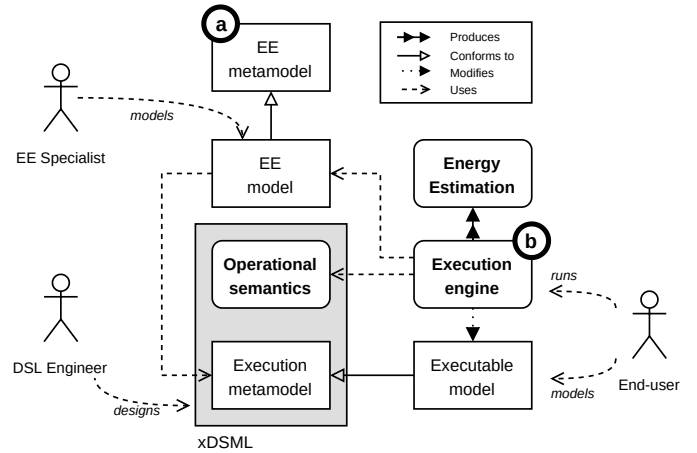 a
EE
metamodel
Produces
Conforms to
Modifies
Uses
models
EE Specialist
EE
model
Energy
Estimation
b
Operational
semantics
Execution
engine
runs
DSL Engineer
Execution
metamodel
Executable
model
End-user
models
designs
xDSML